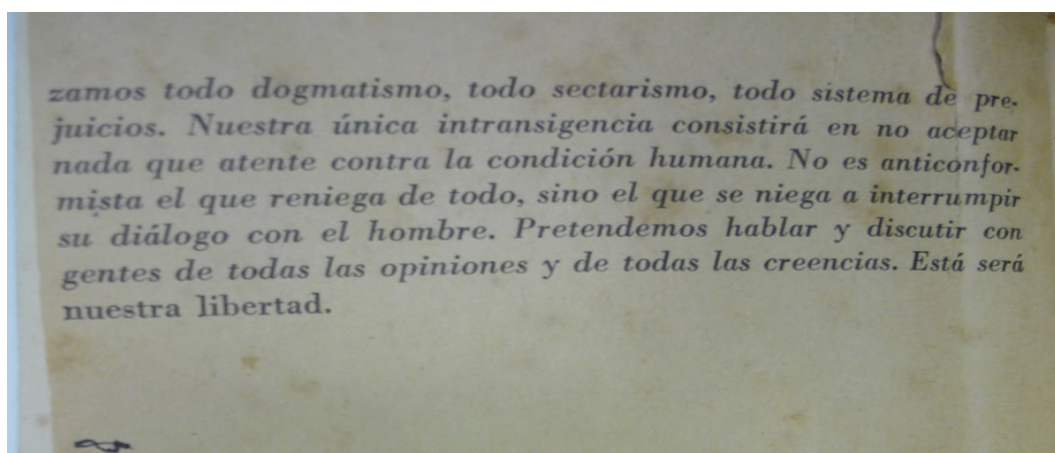 zamos todo dogmatismo, todo sectarismo, todo sistema de pre-
juicios. Nuestra única intransigencia consistirá en no aceptar
nada que atente contra la condición humana. No es anticonfor-
mista el que reniega de todo, sino el que se niega a interrumpir
su diálogo con el hombre. Pretendemos hablar y discutir con
gentes de todas las opiniones y de todas las creencias. Está será
nuestra libertad.